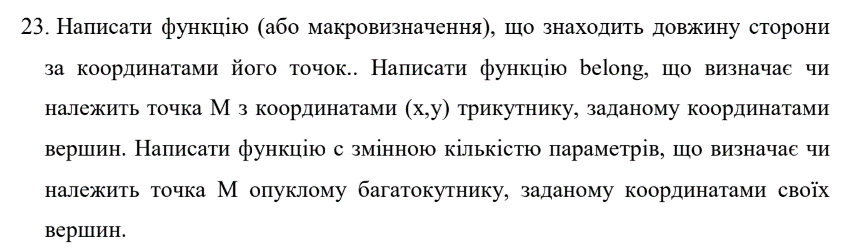 23. Написати функцію (або макровизначення), що знаходить довжину сторони
за координатами його точок.. Написати функцію belong, що визначає чи
належить точка M з координатами (x,y) трикутнику, заданому координатами
вершин. Написати функцію с змінною кількістю параметрів, що визначає чи
належить точка M опуклому багатокутнику, заданому координатами своїх
вершин.